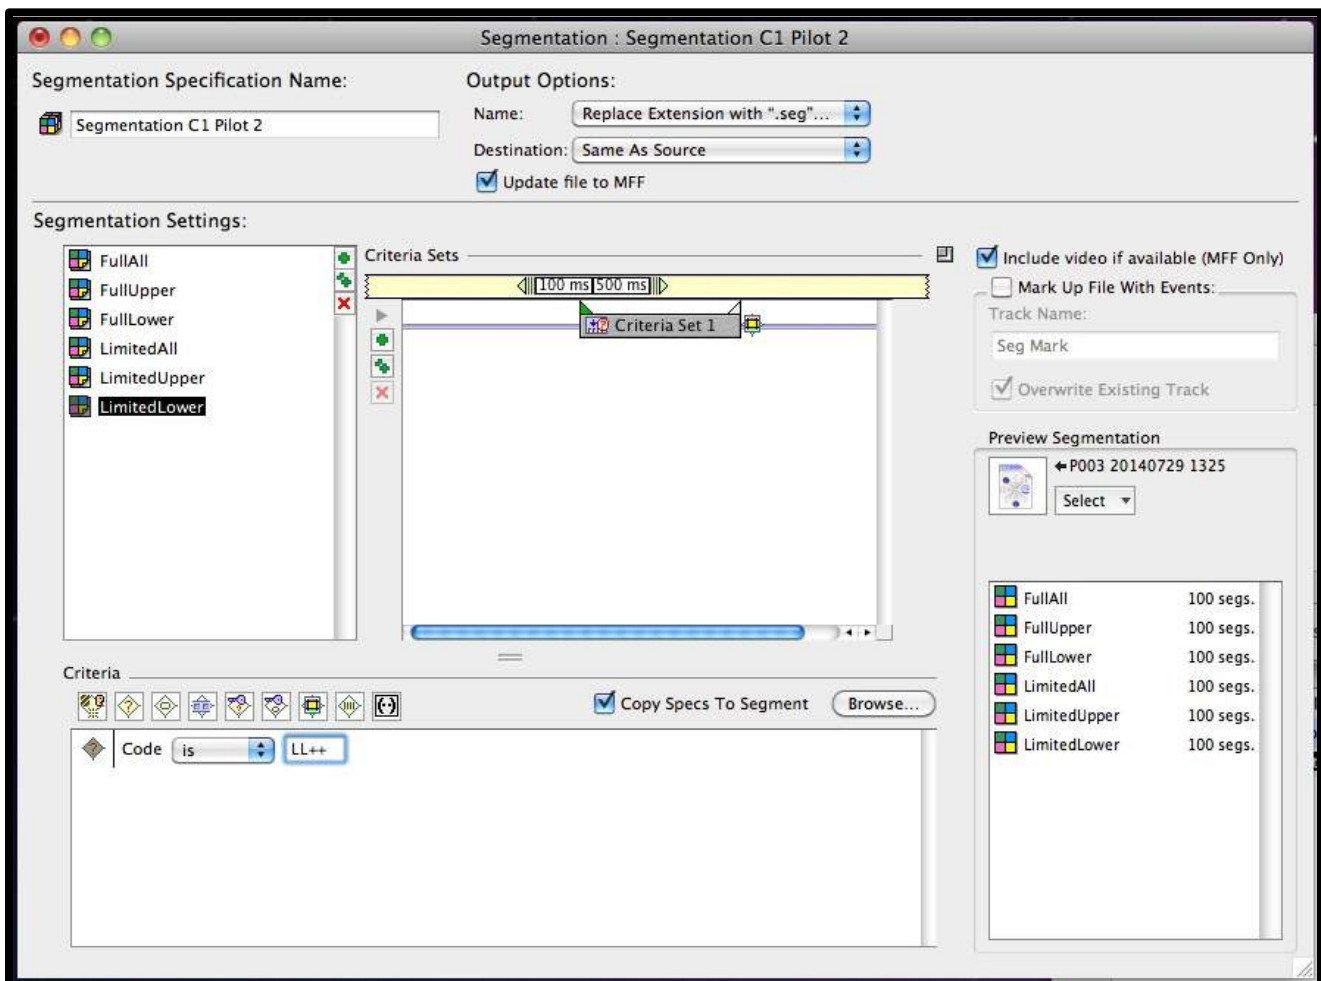 Segmentation : Segmentation C1 Pilot 2
Segmentation Specification Name:
Segmentation C1 Pilot 2
Output Options:
Name: Replace Extension with ".seg"...
Destination: Same As Source
Update file to MFF
Segmentation Settings:
FullAll
FullUpper
FullLower
LimitedAll
LimitedUpper
LimitedLower
Criteria Sets
100 ms 500 ms
Criteria Set 1
Include video if available (MFF Only)
Mark Up File With Events:
Track Name:
Seg Mark
Overwrite Existing Track
Preview Segmentation
P003 20140729 1325
Select
FullAll 100 segs.
FullUpper 100 segs.
FullLower 100 segs.
LimitedAll 100 segs.
LimitedUpper 100 segs.
LimitedLower 100 segs.
Criteria
Copy Specs To Segment Browse...
Code is LL++